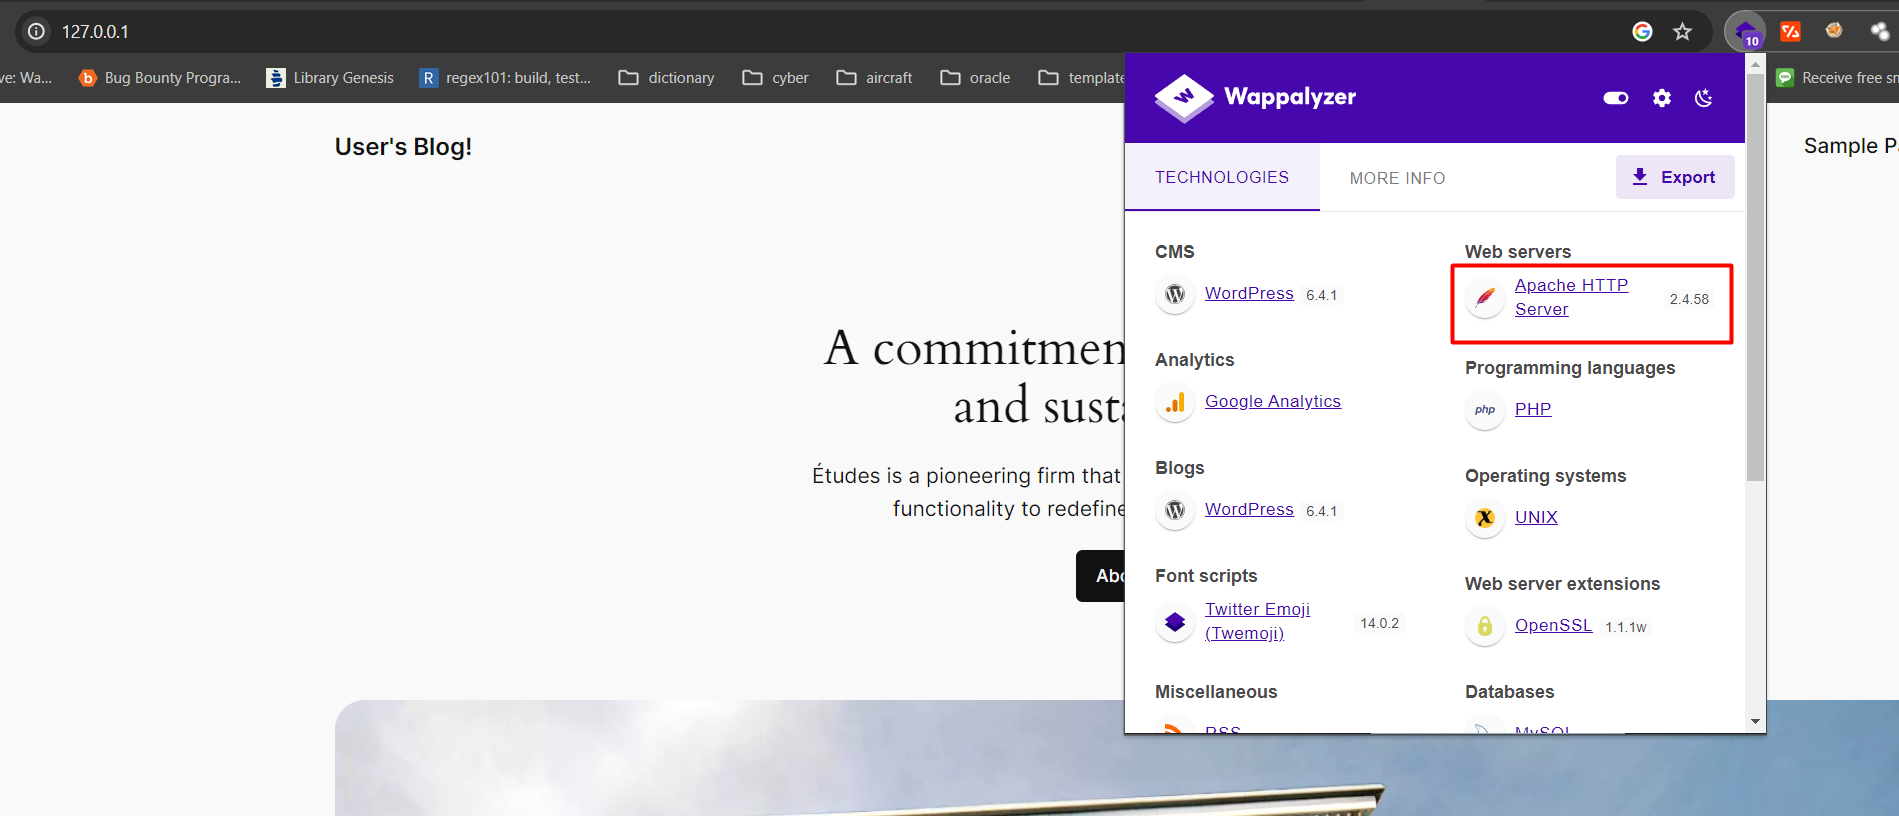 127.0.0.1
10
ve: Wa...
Bug Bounty Progra...
Library Genesis
R
regex101: build, test...
dictionary
cyber
aircraft
oracle
template
Receive free sn
User's Blog!
Sample Pa
A commitmen
and susta
Études is a pioneering firm that
functionality to redefine
Abo
Wappalyzer
TECHNOLOGIES
MORE INFO
Export
CMS
WordPress 6.4.1
Analytics
Google Analytics
Blogs
WordPress 6.4.1
Font scripts
Twitter Emoji
(Twemoji)
14.0.2
Miscellaneous
RSS
Web servers
Apache HTTP
Server
2.4.58
Programming languages
php
PHP
Operating systems
UNIX
Web server extensions
OpenSSL 1.1.1w
Databases
MySQL